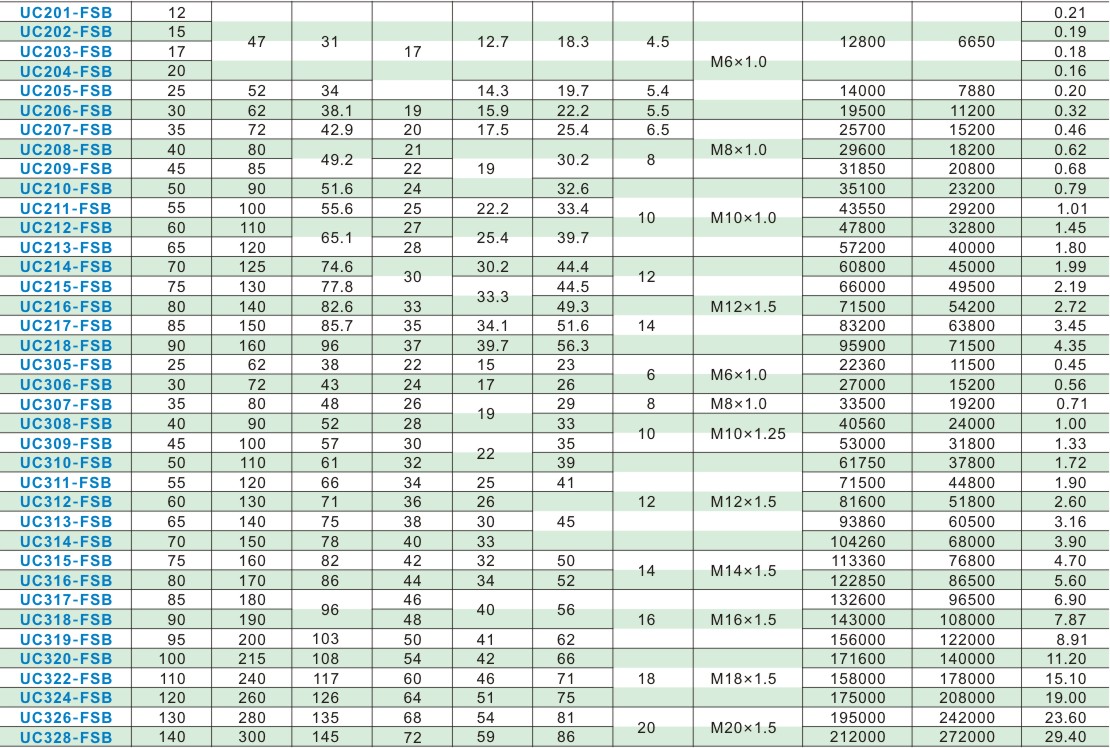 UC201-FSB 12 0.21
UC202-FSB 15 0.19
47 31 12.7 18.3 4.5 12800 6650
UC203-FSB 17 17 0.18
M6×1.0
UC204-FSB 20 0.16
UC205-FSB 25 52 34 14.3 19.7 5.4 14000 7880 0.20
UC206-FSB 30 62 38.1 19 15.9 22.2 5.5 19500 11200 0.32
UC207-FSB 35 72 42.9 20 17.5 25.4 6.5 25700 15200 0.46
UC208-FSB 40 80 21 M8×1.0 29600 18200 0.62
49.2 30.2 8
UC209-FSB 45 85 22 19 31850 20800 0.68
UC210-FSB 50 90 51.6 24 32.6 35100 23200 0.79
UC211-FSB 55 100 55.6 25 22.2 33.4 43550 29200 1.01
10 M10×1.0
UC212-FSB 60 110 27 47800 32800 1.45
65.1 25.4 39.7
UC213-FSB 65 120 28 57200 40000 1.80
UC214-FSB 70 125 74.6 30.2 44.4 60800 45000 1.99
30 12
UC215-FSB 75 130 77.8 44.5 66000 49500 2.19
33.3
UC216-FSB 80 140 82.6 33 49.3 M12×1.5 71500 54200 2.72
UC217-FSB 85 150 85.7 35 34.1 51.6 14 83200 63800 3.45
UC218-FSB 90 160 96 37 39.7 56.3 95900 71500 4.35
UC305-FSB 25 62 38 22 15 23 22360 11500 0.45
6 M6×1.0
UC306-FSB 30 72 43 24 17 26 27000 15200 0.56
UC307-FSB 35 80 48 26 29 8 M8×1.0 33500 19200 0.71
19
UC308-FSB 40 90 52 28 33 40560 24000 1.00
10 M10×1.25
UC309-FSB 45 100 57 30 35 53000 31800 1.33
22
UC310-FSB 50 110 61 32 39 61750 37800 1.72
UC311-FSB 55 120 66 34 25 41 71500 44800 1.90
UC312-FSB 60 130 71 36 26 12 M12×1.5 81600 51800 2.60
UC313-FSB 65 140 75 38 30 45 93860 60500 3.16
UC314-FSB 70 150 78 40 33 104260 68000 3.90
UC315-FSB 75 160 82 42 32 50 113360 76800 4.70
14 M14×1.5
UC316-FSB 80 170 86 44 34 52 122850 86500 5.60
UC317-FSB 85 180 46 132600 96500 6.90
96 40 56
UC318-FSB 90 190 48 16 M16×1.5 143000 108000 7.87
UC319-FSB 95 200 103 50 41 62 156000 122000 8.91
UC320-FSB 100 215 108 54 42 66 171600 140000 11.20
UC322-FSB 110 240 117 60 46 71 18 M18×1.5 158000 178000 15.10
UC324-FSB 120 260 126 64 51 75 175000 208000 19.00
UC326-FSB 130 280 135 68 54 81 195000 242000 23.60
20 M20×1.5
UC328-FSB 140 300 145 72 59 86 212000 272000 29.40